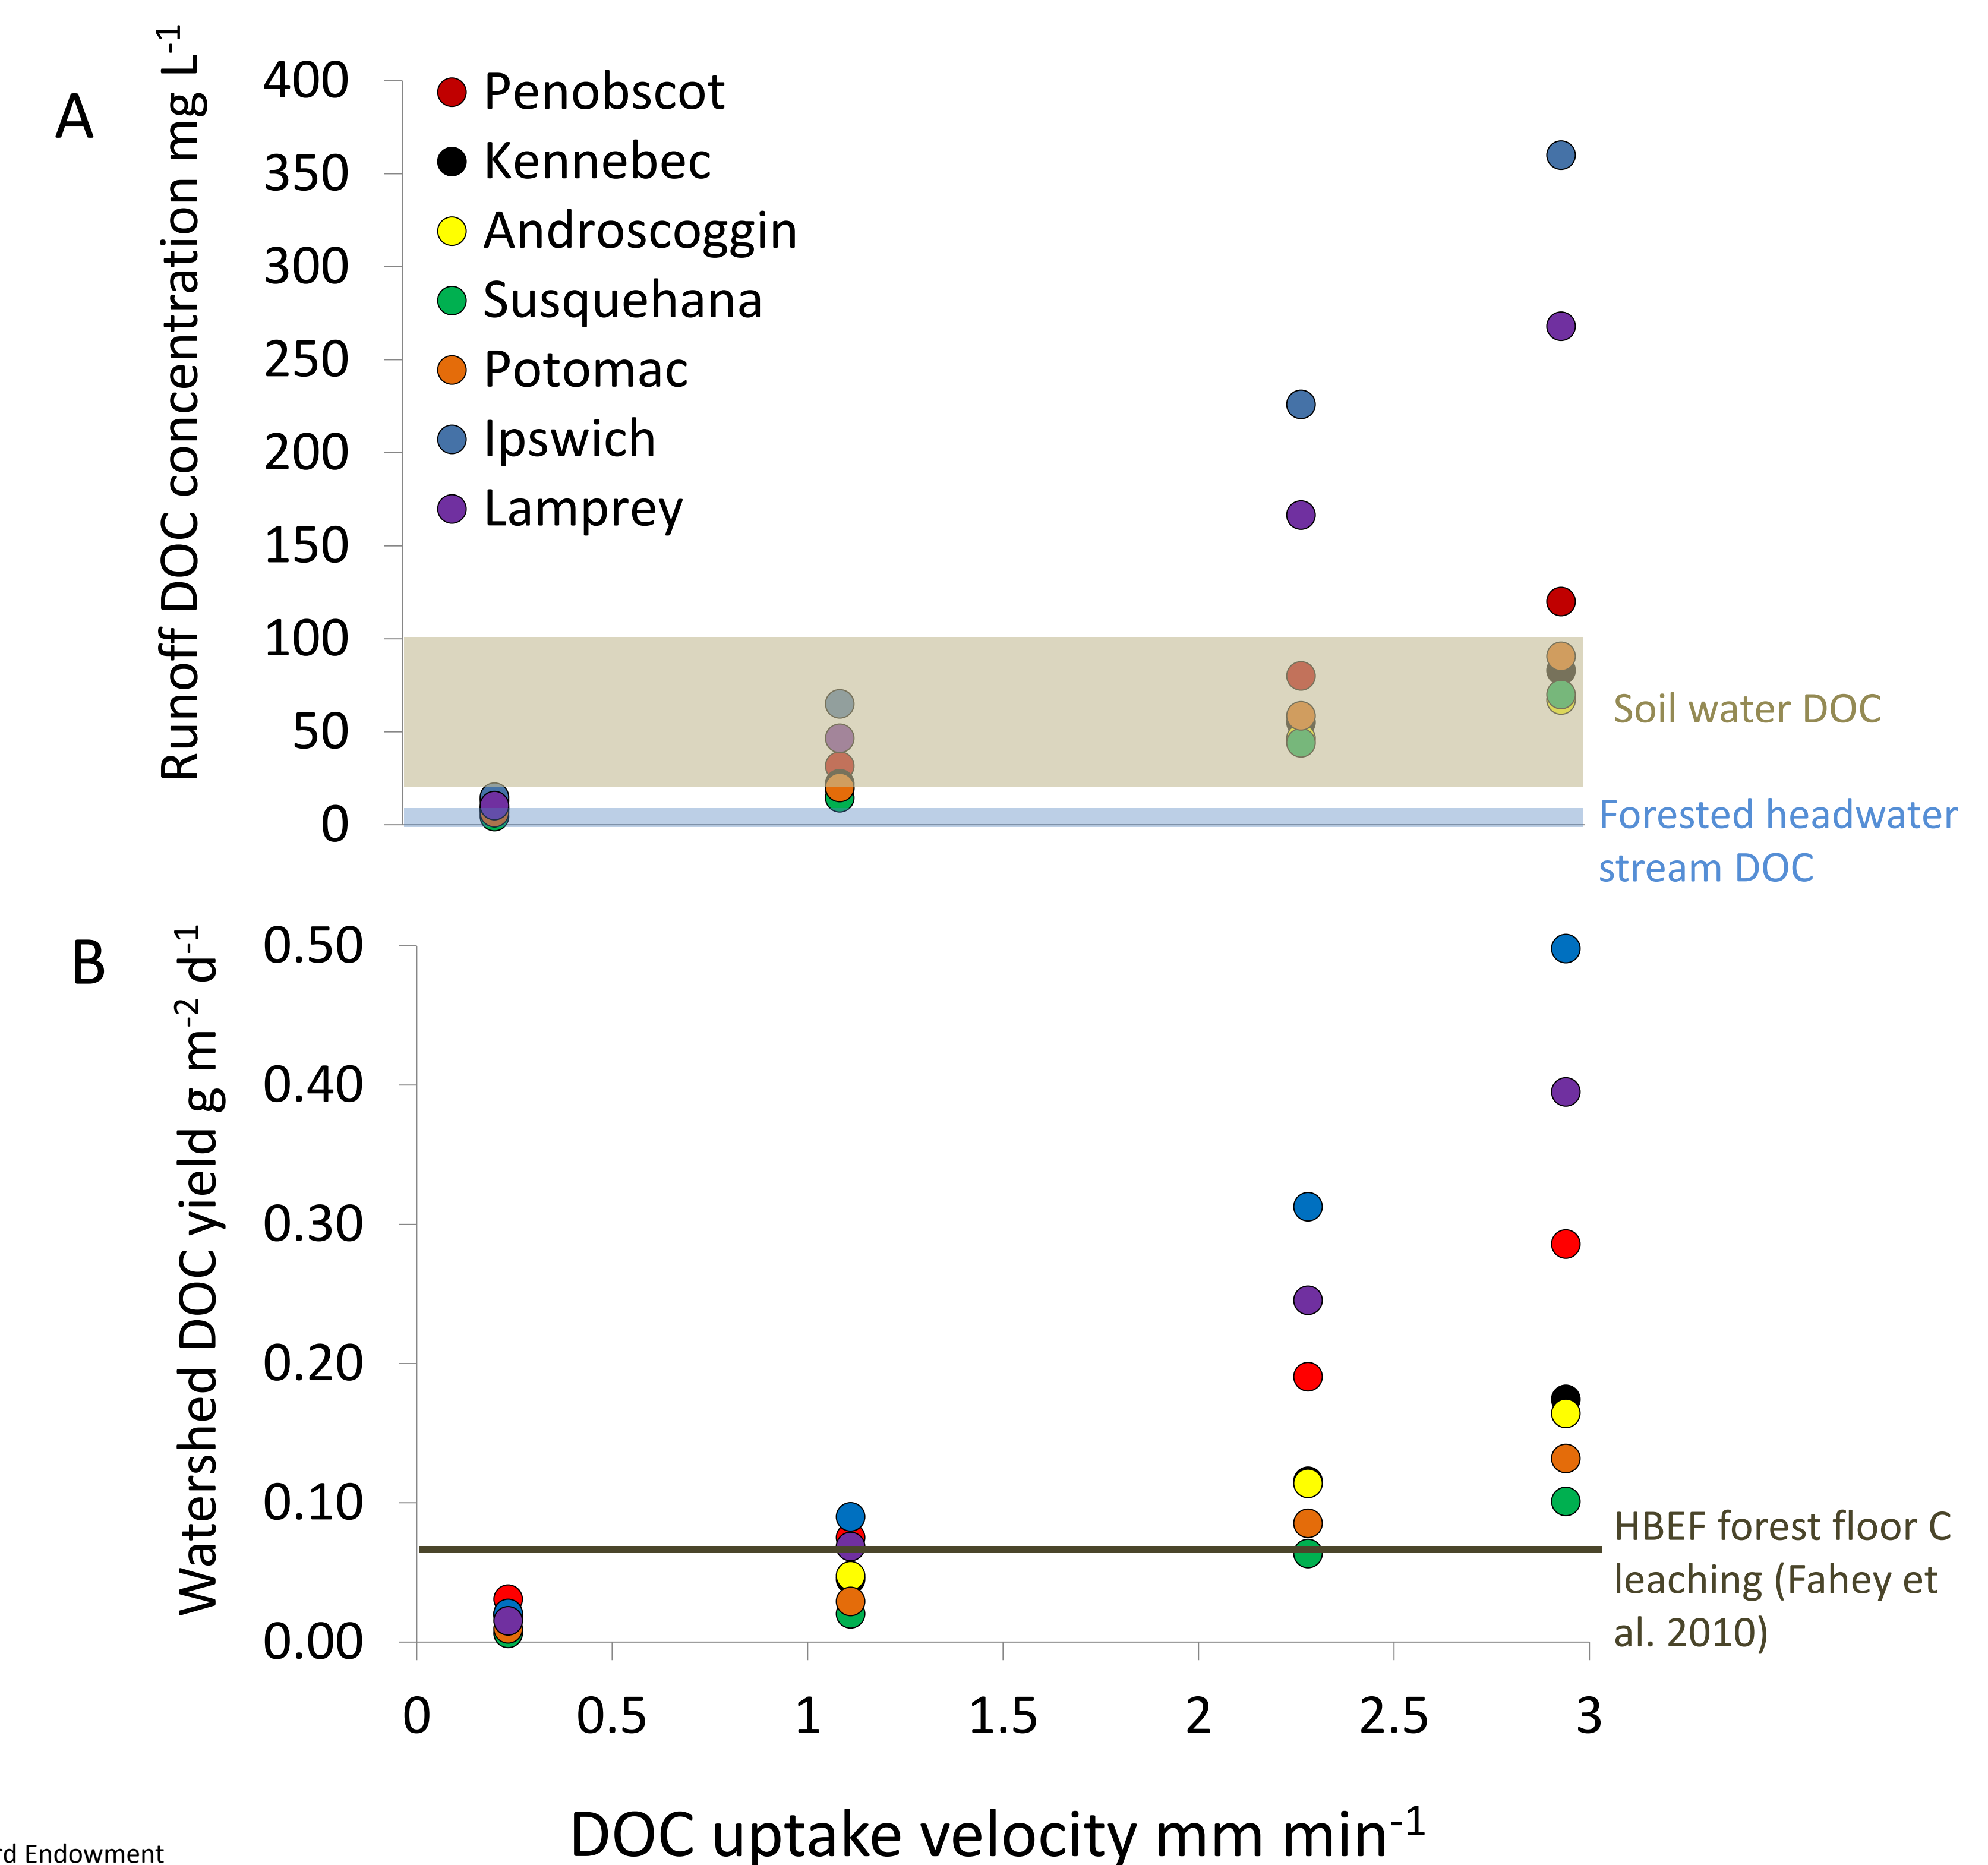 A
Runoff DOC concentration mg L-1
400
350
300
250
200
150
100
50
0
Penobscot
Kennebec
Androscoggin
Susquehana
Potomac
Ipswich
Lamprey
Soil water DOC
Forested headwater
stream DOC
B
Watershed DOC yield g m-2 d-1
0.50
0.40
0.30
0.20
0.10
0.00
HBEF forest floor C
leaching (Fahey et
al. 2010)
0 0.5 1 1.5 2 2.5 3
DOC uptake velocity mm min-1
rd Endowment